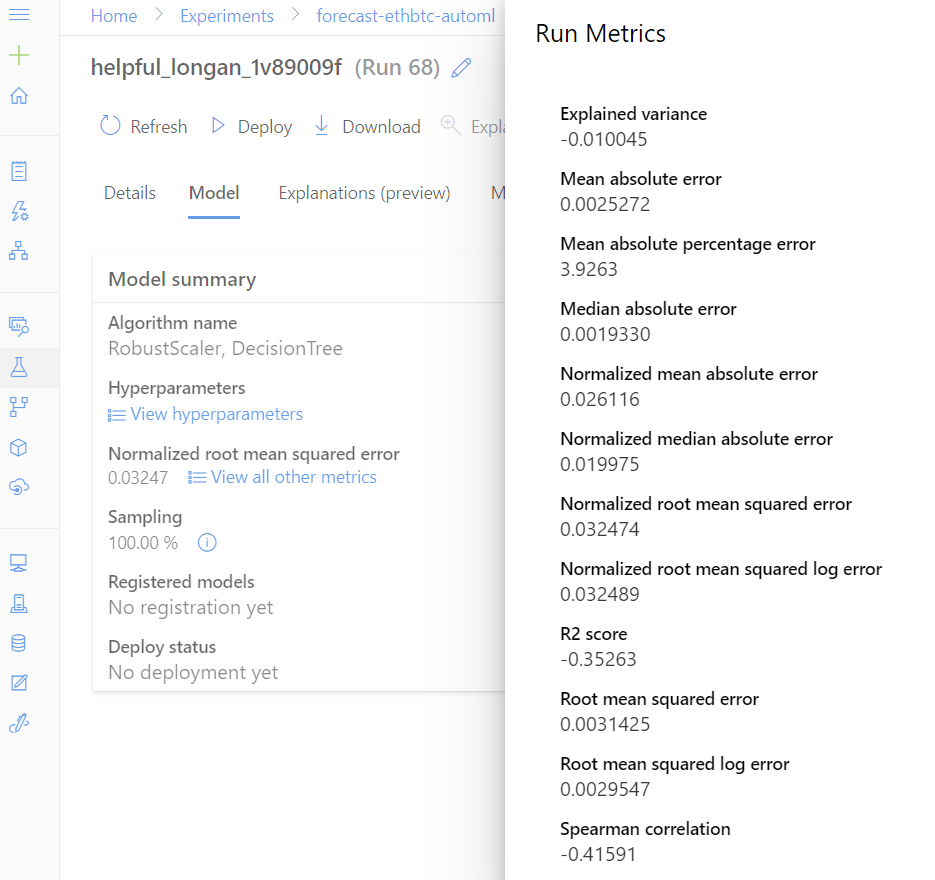 Home > Experiments > forecast-ethbtc-automl
helpful_longan_1v89009f (Run 68)
Refresh Deploy Download Expla
Details Model Explanations (preview) M
Model summary
Algorithm name
RobustScaler, DecisionTree
Hyperparameters
View hyperparameters
Normalized root mean squared error
0.03247 View all other metrics
Sampling
100.00 %
Registered models
No registration yet
Deploy status
No deployment yet
Run Metrics
Explained variance
-0.010045
Mean absolute error
0.0025272
Mean absolute percentage error
3.9263
Median absolute error
0.0019330
Normalized mean absolute error
0.026116
Normalized median absolute error
0.019975
Normalized root mean squared error
0.032474
Normalized root mean squared log error
0.032489
R2 score
-0.35263
Root mean squared error
0.0031425
Root mean squared log error
0.0029547
Spearman correlation
-0.41591